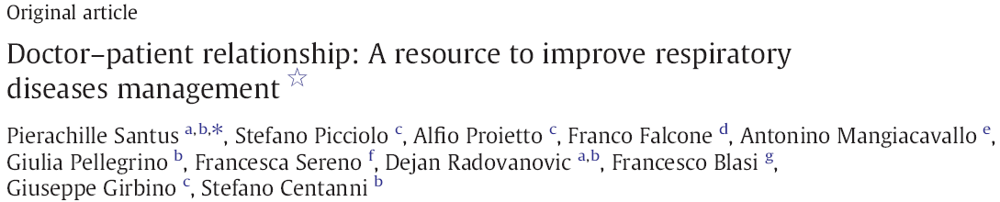 Original article
Doctor–patient relationship: A resource to improve respiratory
diseases management ☆
Pierachille Santus a,b,*, Stefano Picciolo c, Alfio Proietto c, Franco Falcone d, Antonino Mangiacavallo e,
Giulia Pellegrino b, Francesca Sereno f, Dejan Radovanovic a,b, Francesco Blasi g,
Giuseppe Girbino c, Stefano Centanni b